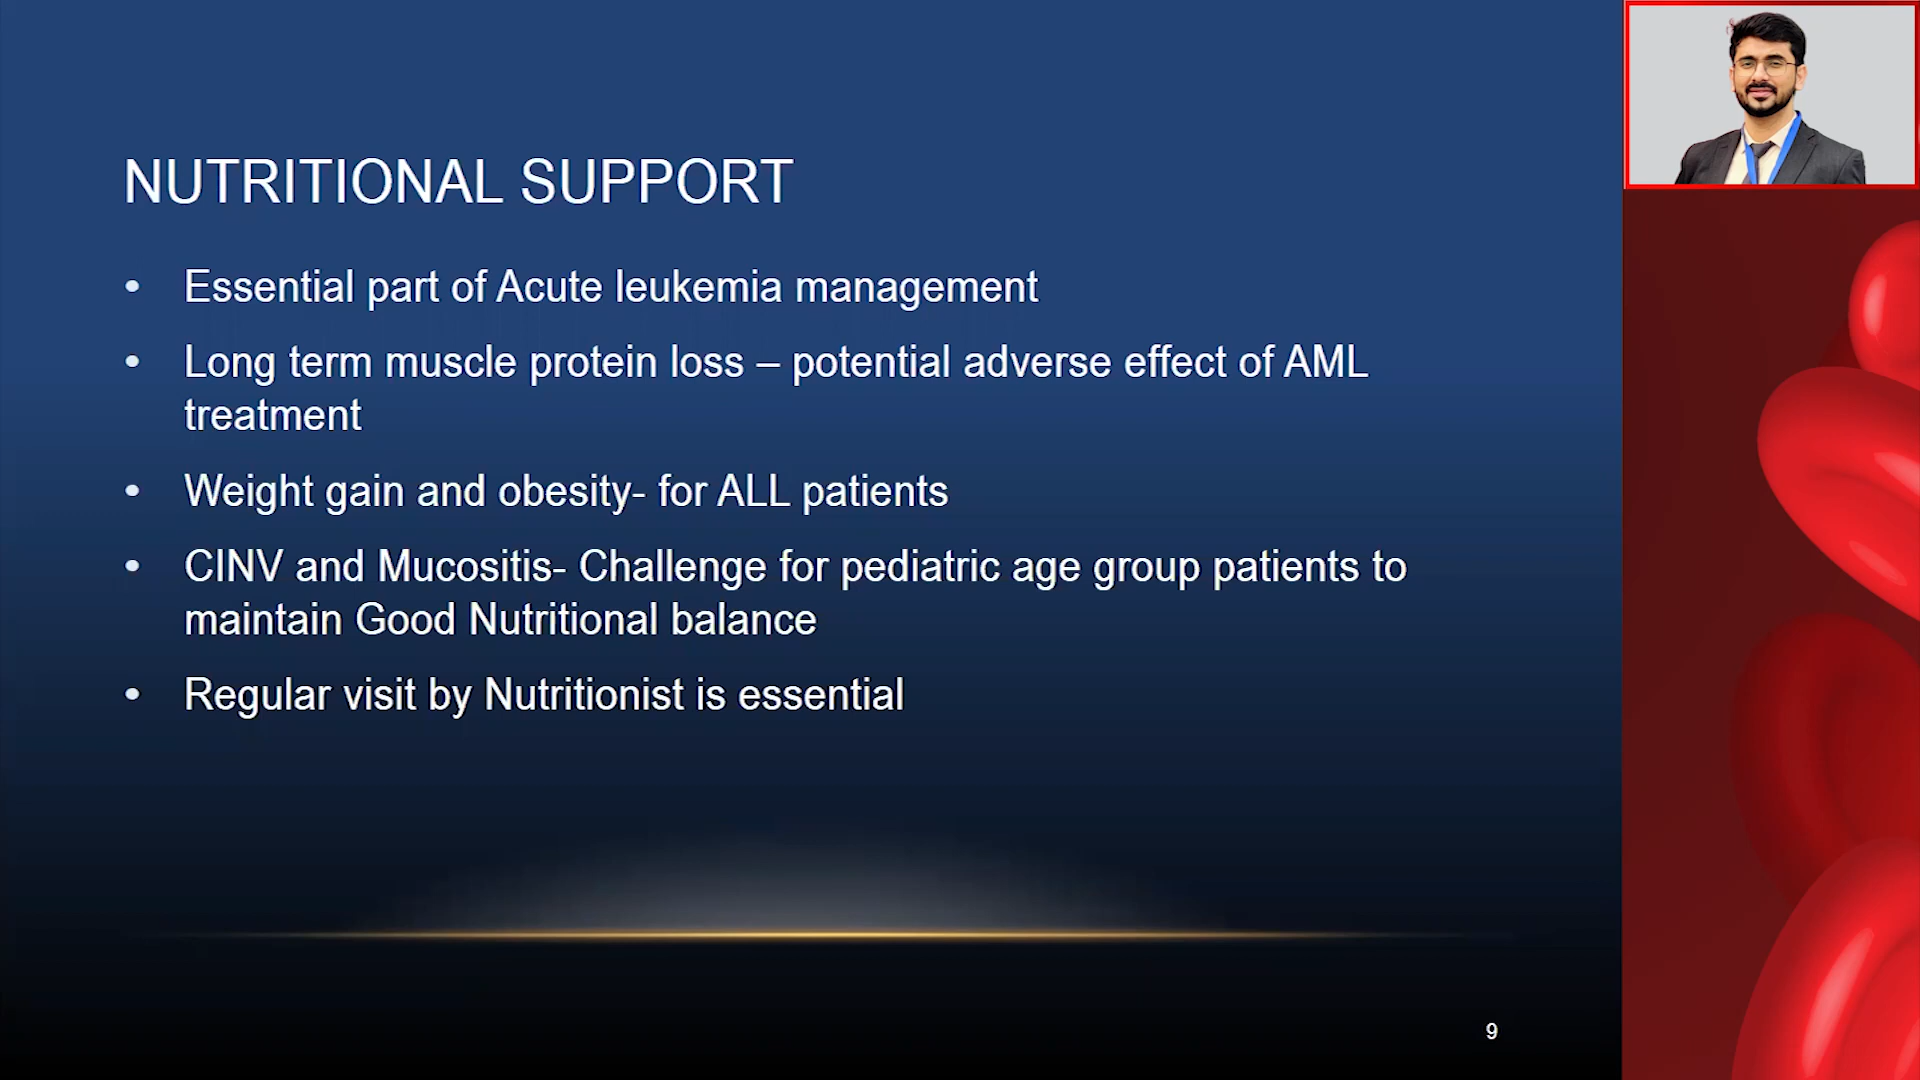 NUTRITIONAL SUPPORT
• Essential part of Acute leukemia management
• Long term muscle protein loss – potential adverse effect of AML
treatment
• Weight gain and obesity- for ALL patients
• CINV and Mucositis- Challenge for pediatric age group patients to
maintain Good Nutritional balance
• Regular visit by Nutritionist is essential
9